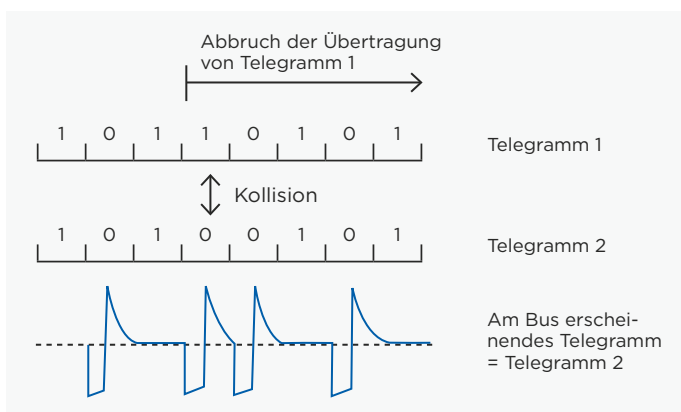 Abbruch der Übertragung
von Telegramm 1
1 0 1 1 0 1 0 1
Telegramm 1
Kollision
1 0 1 0 0 1 0 1
Telegramm 2
Am Bus erschei-
nendes Telegramm
= Telegramm 2